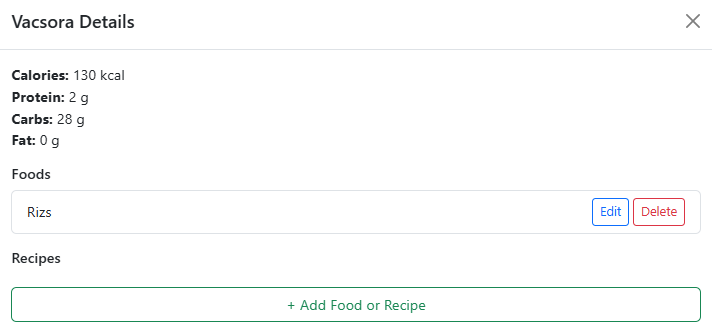 Vacsora Details
Calories: 130 kcal
Protein: 2 g
Carbs: 28 g
Fat: 0 g
Foods
Rizs
Edit
Delete
Recipes
+ Add Food or Recipe